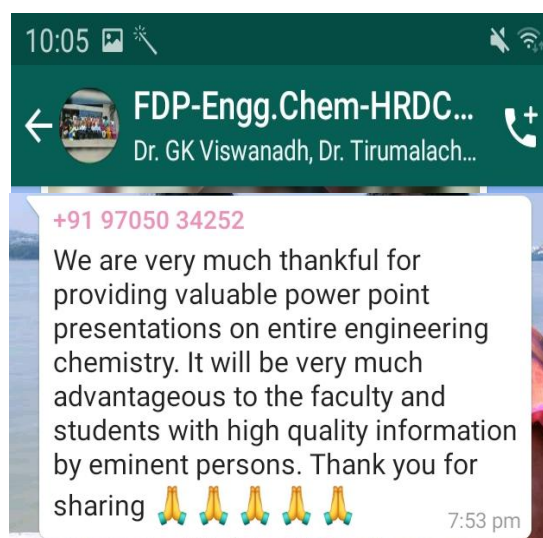 10:05
FDP-Engg.Chem-HRDC...
Dr. GK Viswanadh, Dr. Tirumalach...
+91 97050 34252
We are very much thankful for
providing valuable power point
presentations on entire engineering
chemistry. It will be very much
advantageous to the faculty and
students with high quality information
by eminent persons. Thank you for
sharing 🙏 🙏 🙏 🙏 🙏
7:53 pm